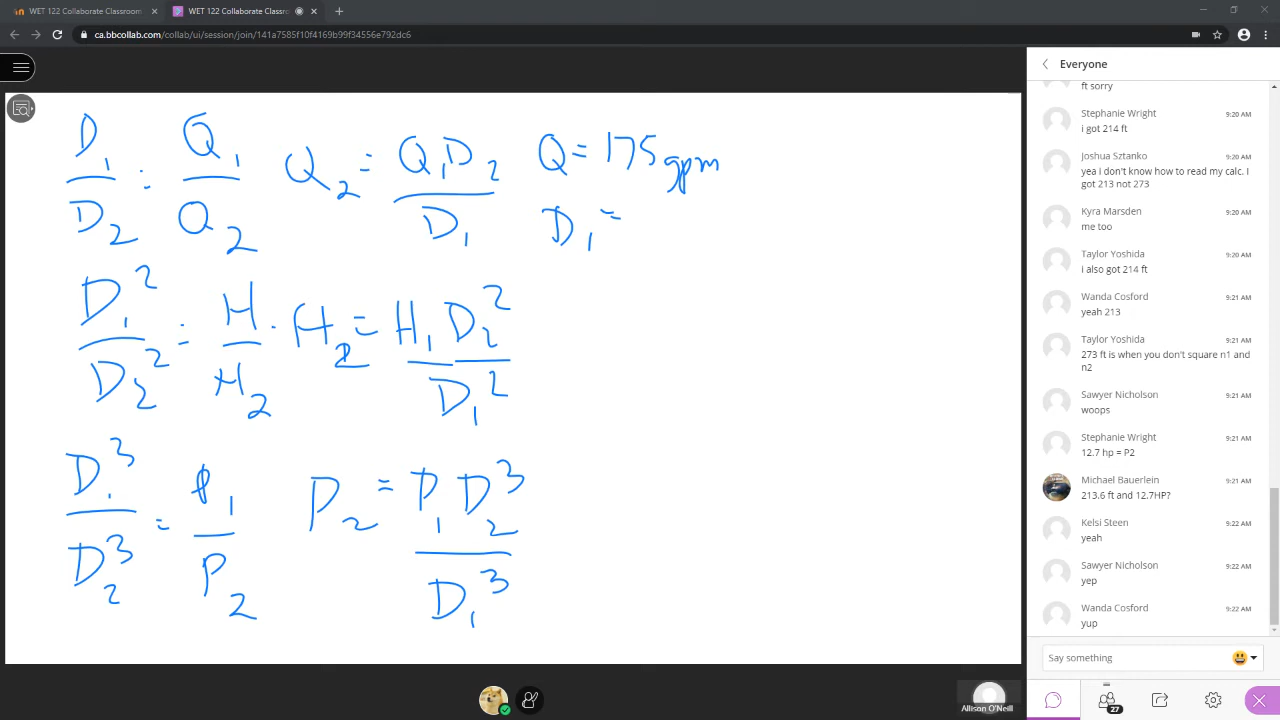 WET 122 Collaborate Classroom
WET 122 Collaborate Classro
ca.bbcollab.com/collab/ui/session/join/141a7585f10f4169b99f34556e792dc6
D₁/D₂ = Q₁/Q₂
Q₂ = Q₁D₂/D₁
Q = 175 gpm
D₁ =
D₁²/D₂² = H/H₂
H₂ = H₁D₂²/D₁²
D₁³/D₂³ = P₁/P₂
P₂ = P₁D₂³/D₁³
Allison O'Neill
Everyone
ft sorry
Stephanie Wright 9:20 AM
i got 214 ft
Joshua Sztanko 9:20 AM
yea i don't know how to read my calc. I
got 213 not 273
Kyra Marsden 9:20 AM
me too
Taylor Yoshida 9:20 AM
i also got 214 ft
Wanda Cosford 9:21 AM
yeah 213
Taylor Yoshida 9:21 AM
273 ft is when you don't square n1 and
n2
Sawyer Nicholson 9:21 AM
woops
Stephanie Wright 9:21 AM
12.7 hp = P2
Michael Bauerlein 9:21 AM
213.6 ft and 12.7HP?
Kelsi Steen 9:22 AM
yeah
Sawyer Nicholson 9:22 AM
yep
Wanda Cosford 9:22 AM
yup
Say something
27